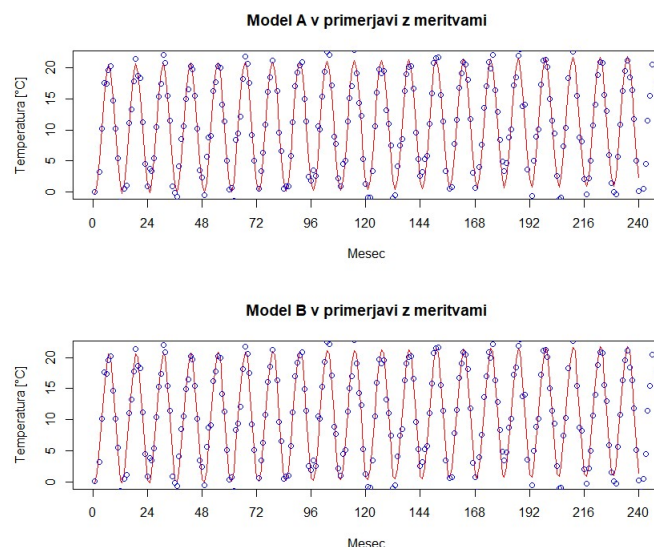 Model A v primerjavi z meritvami
Temperatura [°C]
20
15
10
5
0
0 24 48 72 96 120 144 168 192 216 240
Mesec
Model B v primerjavi z meritvami
Temperatura [°C]
20
15
10
5
0
0 24 48 72 96 120 144 168 192 216 240
Mesec